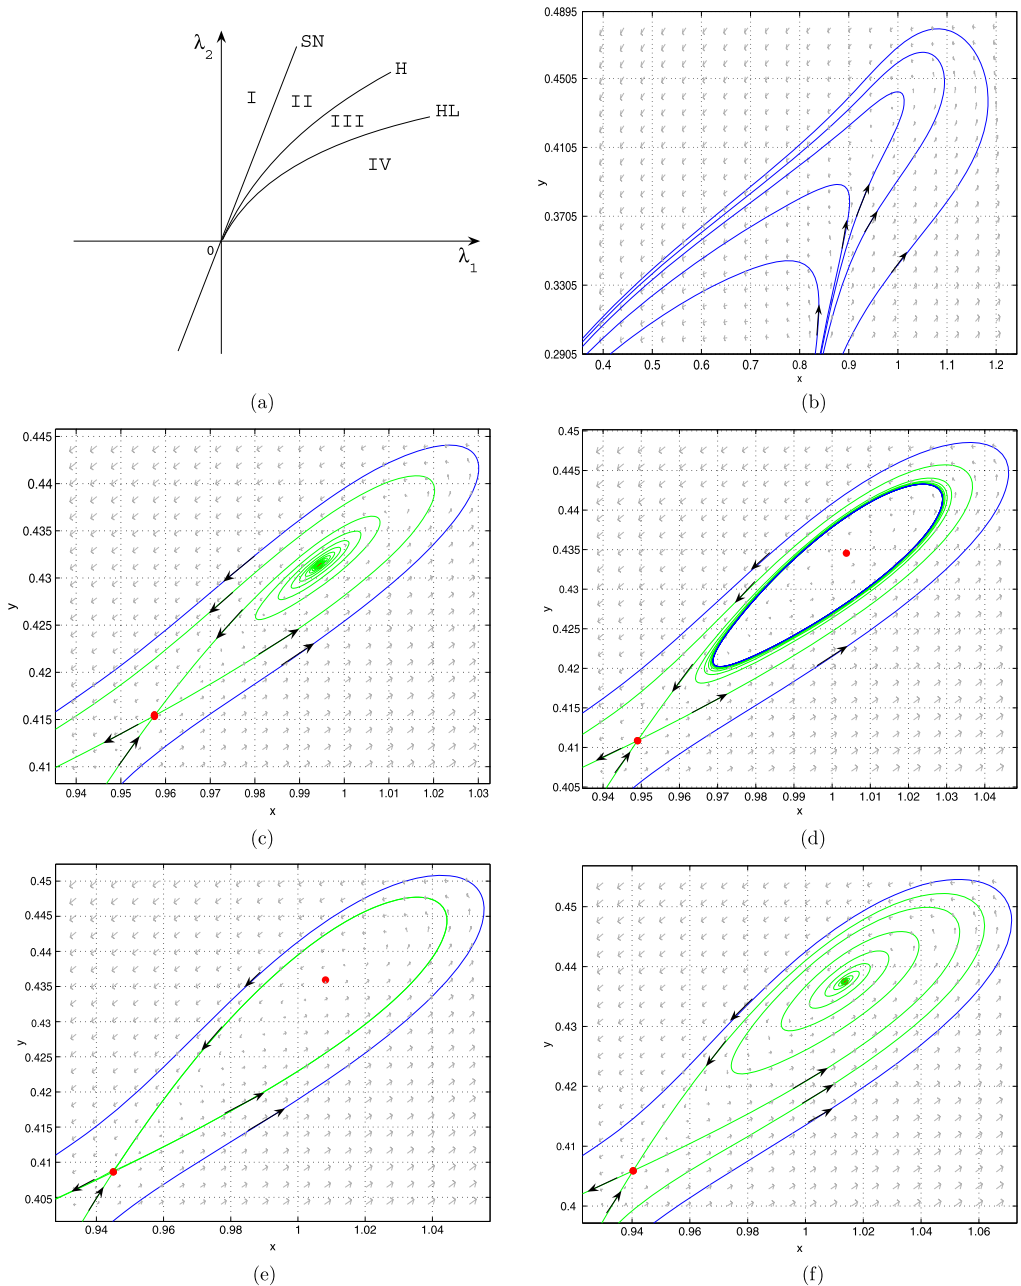 λ2
SN
H
I
II
III
HL
IV
0
λ1
(a)
0.4895
0.4505
0.4105
0.3705
0.3305
0.2905
y
0.4 0.5 0.6 0.7 0.8 0.9 1 1.1 1.2
x
(b)
0.445
0.44
0.435
0.43
0.425
0.42
0.415
0.41
y
0.94 0.95 0.96 0.97 0.98 0.99 1 1.01 1.02 1.03
x
(c)
0.45
0.445
0.44
0.435
0.43
0.425
0.42
0.415
0.41
0.405
y
0.94 0.95 0.96 0.97 0.98 0.99 1 1.01 1.02 1.03 1.04
x
(d)
0.45
0.445
0.44
0.435
0.43
0.425
0.42
0.415
0.41
0.405
y
0.94 0.96 0.98 1 1.02 1.04
x
(e)
0.45
0.44
0.43
0.42
0.41
0.4
y
0.94 0.96 0.98 1 1.02 1.04 1.06
x
(f)